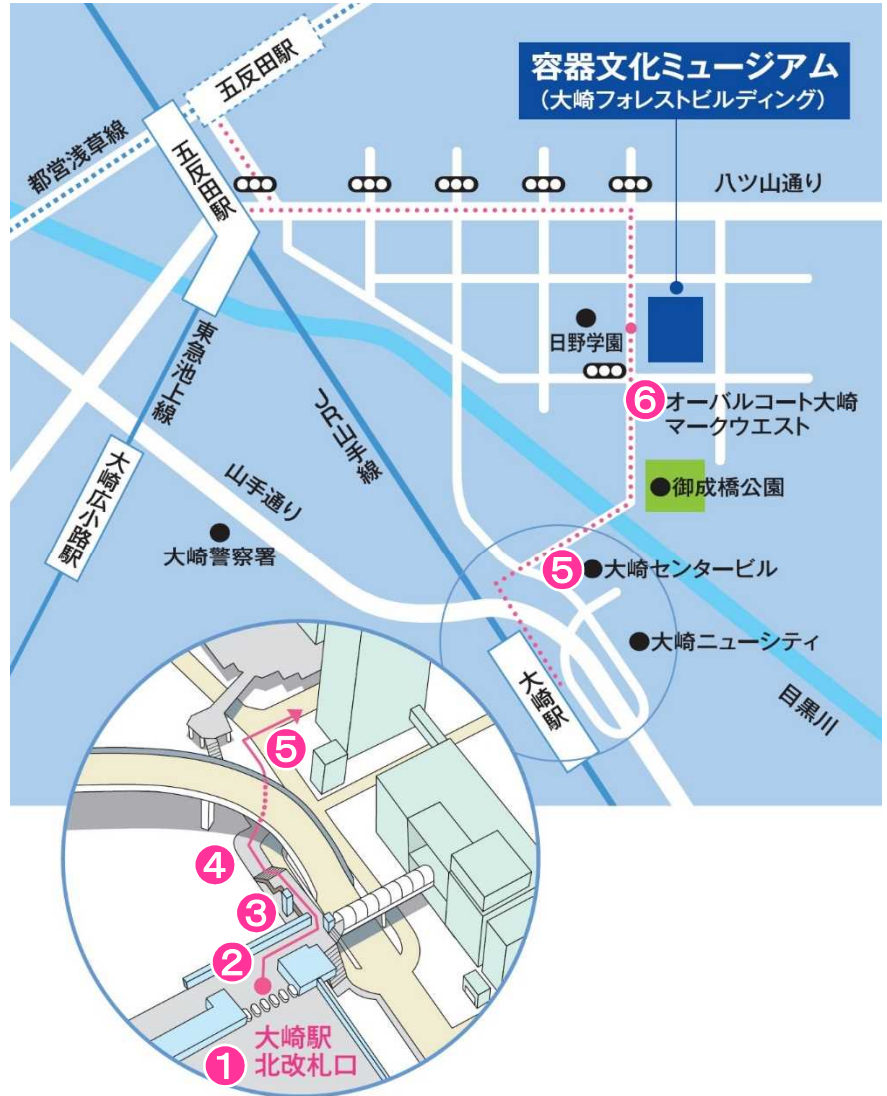 五反田駅
容器文化ミュージアム
(大崎フォレストビルディング)
都営浅草線
五反田駅
八ツ山通り
日野学園
東急池上線
JR山手線
6
オーバルコート大崎
マークウエスト
山手通り
大崎広小路駅
大崎警察署
御成橋公園
5
大崎センタービル
大崎ニューシティ
大崎駅
目黒川
5
4
3
2
大崎駅
北改札口
1